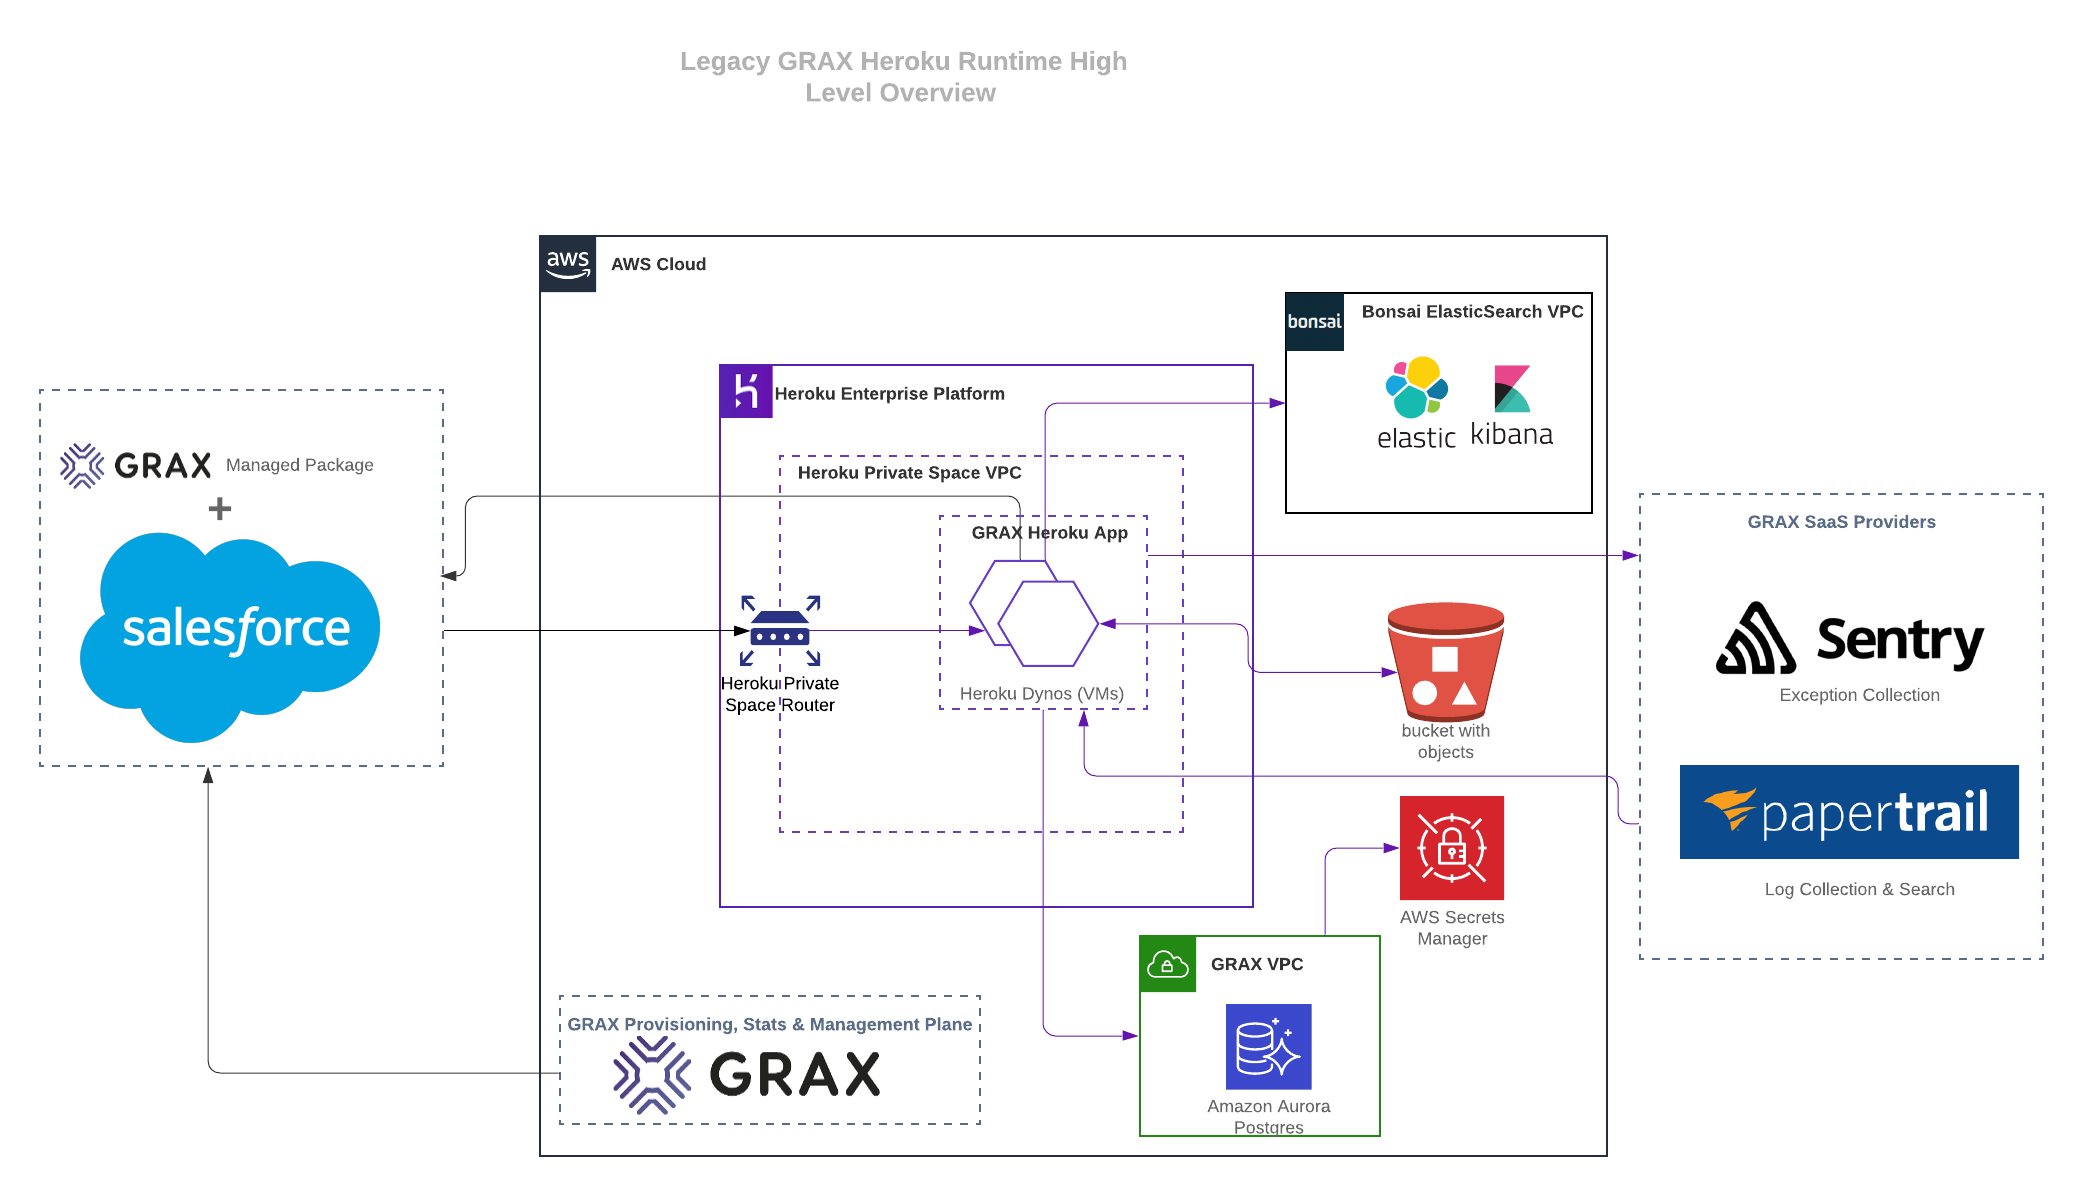 Legacy GRAX Heroku Runtime High
Level Overview
aws
AWS Cloud
bonsai
Bonsai ElasticSearch VPC
elastic
kibana
Heroku Enterprise Platform
Heroku Private Space VPC
GRAX Heroku App
Heroku Dynos (VMs)
Heroku Private
Space Router
GRAX
Managed Package
+
salesforce
GRAX SaaS Providers
Sentry
Exception Collection
papertrail
Log Collection & Search
bucket with
objects
AWS Secrets
Manager
GRAX VPC
Amazon Aurora
Postgres
GRAX Provisioning, Stats & Management Plane
GRAX